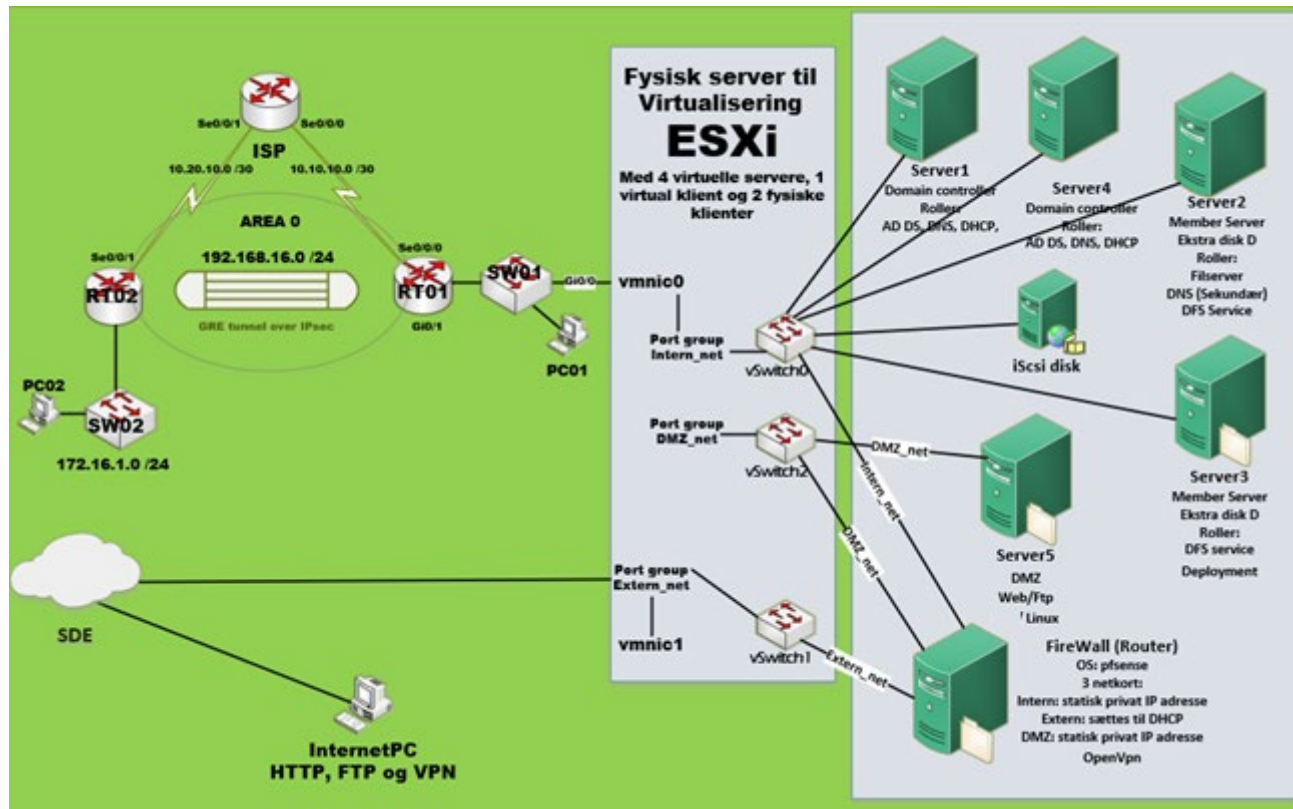 Se0/0/1
Se0/0/0
ISP
10.20.10.0 /30
10.10.10.0 /30
AREA 0
192.168.16.0 /24
Se0/0/1
Se0/0/0
RT02
RT01
GRE tunnel over IPsec
Gi0/1
SW01
Gi0/0
PC01
PC02
SW02
172.16.1.0 /24
SDE
InternetPC
HTTP, FTP og VPN
Fysisk server til
Virtualisering
ESXi
Med 4 virtuelle servere, 1
virtual klient og 2 fysiske
klienter
vmnic0
Port group
Intern_net
vSwitch0
Port group
DMZ_net
vSwitch2
Port group
Extern_net
vmnic1
vSwitch1
DMZ_net
Intern_net
DMZ_net
Extern_net
Server1
Domain controller
Roller:
AD DS, DNS, DHCP,
Server4
Domain controller
Roller:
AD DS, DNS, DHCP
Server2
Member Server
Ekstra disk D
Roller:
Filserver
DNS (Sekundær)
DFS Service
iScsi disk
Server3
Member Server
Ekstra disk D
Roller:
DFS service
Deployment
Server5
DMZ
Web/Ftp
Linux
FireWall (Router)
OS: pfsense
3 netkort:
Intern: statisk privat IP adresse
Extern: sættes til DHCP
DMZ: statisk privat IP adresse
OpenVpn